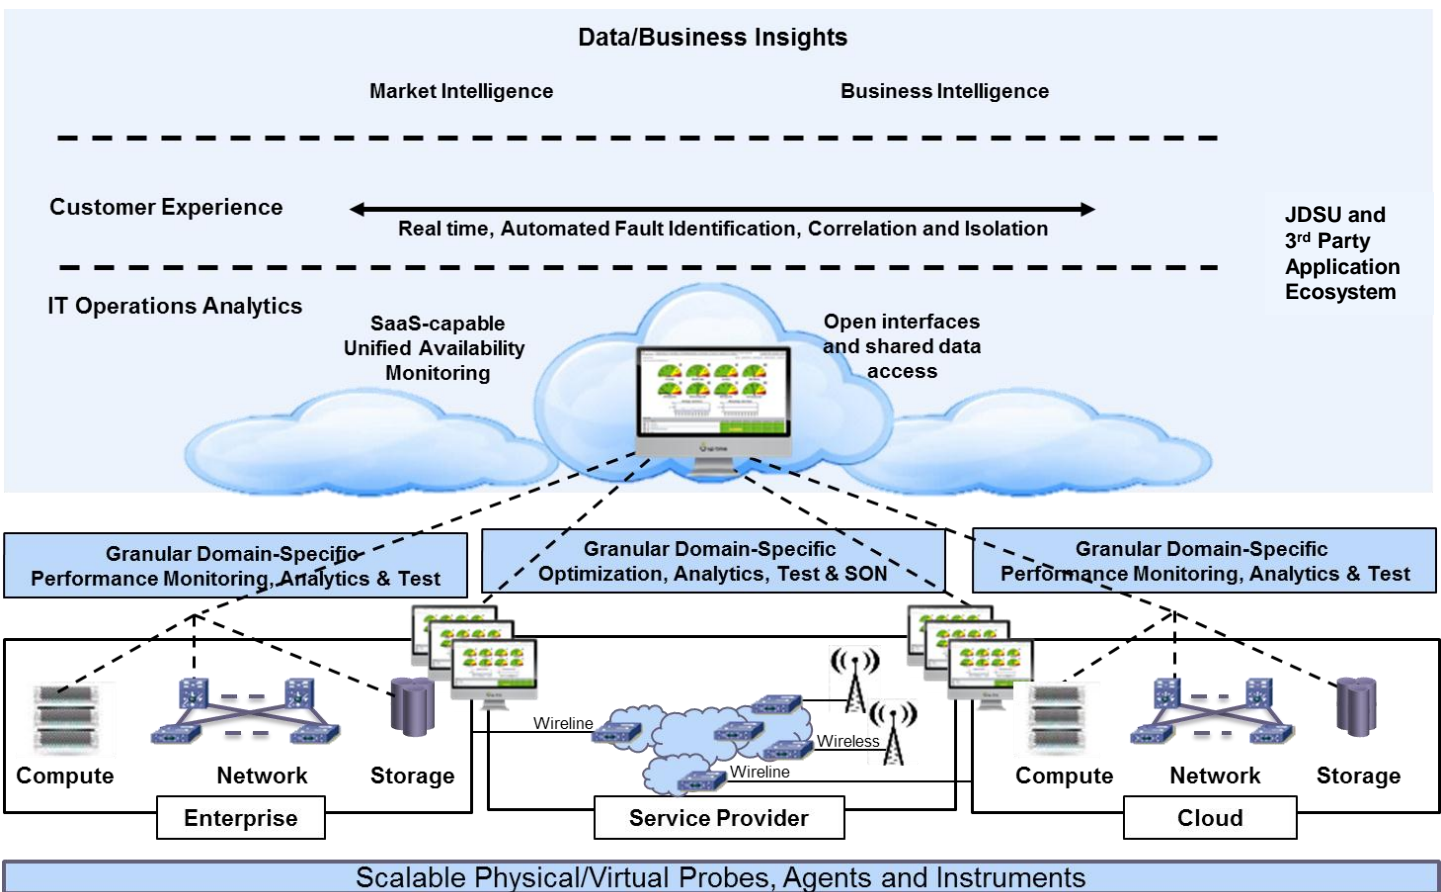 Data/Business Insights
Market Intelligence
Business Intelligence
Customer Experience
Real time, Automated Fault Identification, Correlation and Isolation
JDSU and
3rd Party
Application
Ecosystem
IT Operations Analytics
SaaS-capable
Unified Availability
Monitoring
Open interfaces
and shared data
access
Granular Domain-Specific
Performance Monitoring, Analytics & Test
Granular Domain-Specific
Optimization, Analytics, Test & SON
Granular Domain-Specific
Performance Monitoring, Analytics & Test
Compute
Network
Storage
Enterprise
Wireline
Wireless
Wireline
Service Provider
Compute
Network
Storage
Cloud
Scalable Physical/Virtual Probes, Agents and Instruments